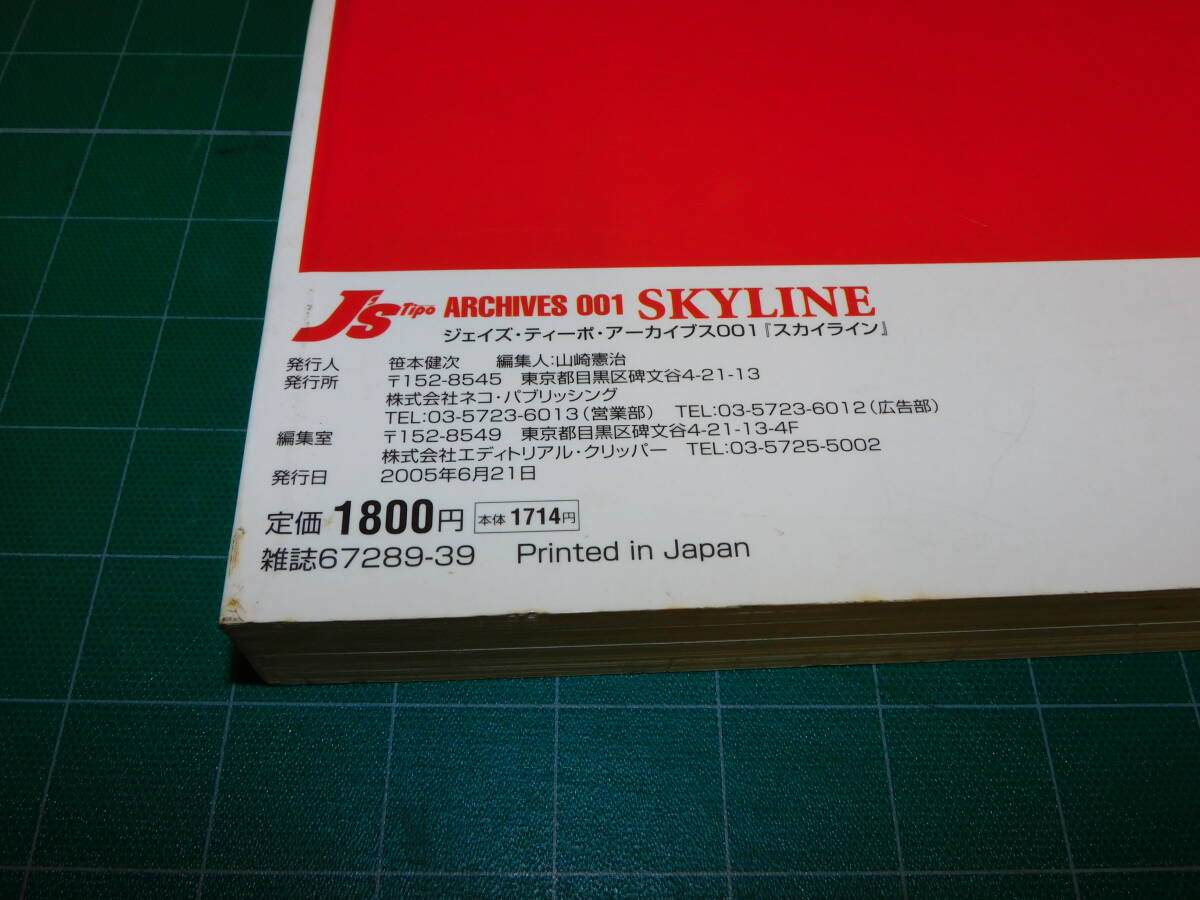 J's Tipo ARCHIVES 001 SKYLINE
ジェイズ・ティーポ・アーカイブス001『スカイライン』
発行人 笹本健次 編集人:山崎憲治
発行所 〒152-8545 東京都目黒区碑文谷4-21-13
株式会社ネコ・パブリッシング
TEL:03-5723-6013(営業部) TEL:03-5723-6012(広告部)
編集室 〒152-8549 東京都目黒区碑文谷4-21-13-4F
株式会社エディトリアル・クリッパー TEL:03-5725-5002
発行日 2005年6月21日
定価 1800円 本体 1714円
雑誌67289-39 Printed in Japan